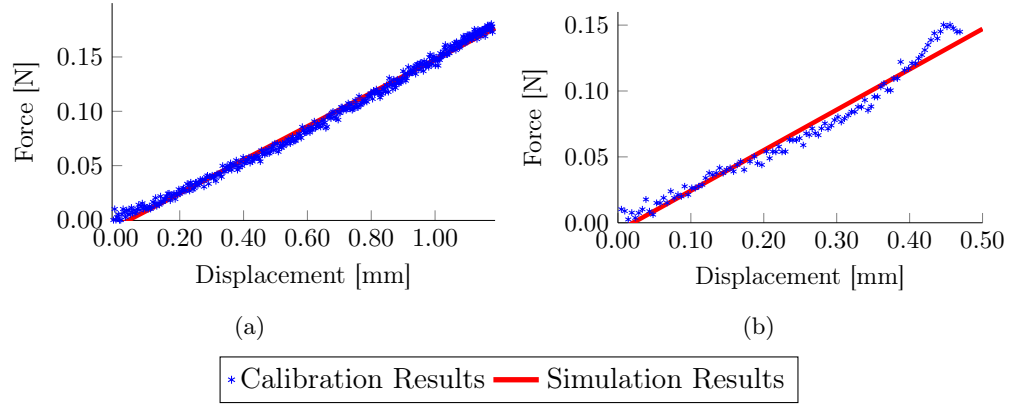 Force [N]
0.15
0.10
0.05
0.00
0.00 0.20 0.40 0.60 0.80 1.00
Displacement [mm]
(a)
Force [N]
0.15
0.10
0.05
0.00
0.00 0.10 0.20 0.30 0.40 0.50
Displacement [mm]
(b)
Calibration Results Simulation Results